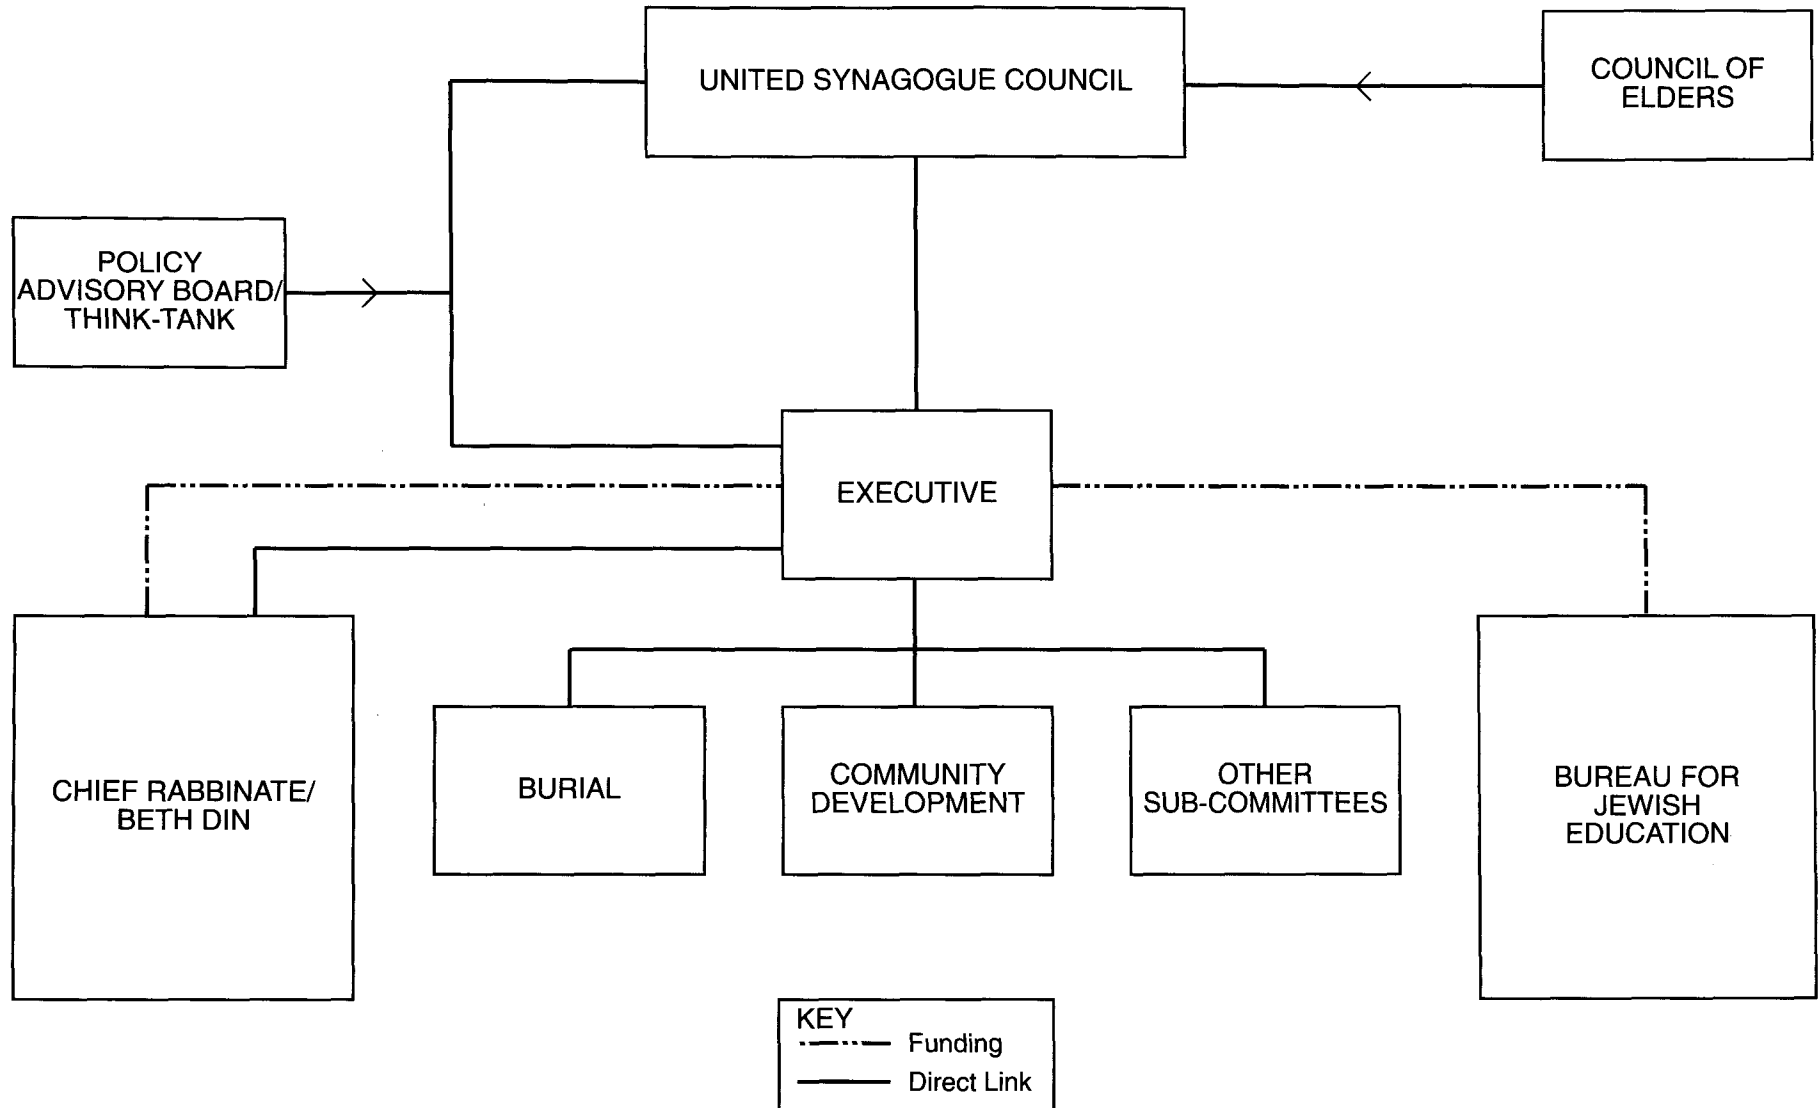 UNITED SYNAGOGUE COUNCIL
COUNCIL OF
ELDERS
POLICY
ADVISORY BOARD/
THINK-TANK
EXECUTIVE
CHIEF RABBINATE/
BETH DIN
BURIAL
COMMUNITY
DEVELOPMENT
OTHER
SUB-COMMITTEES
BUREAU FOR
JEWISH
EDUCATION
KEY
Funding
Direct Link